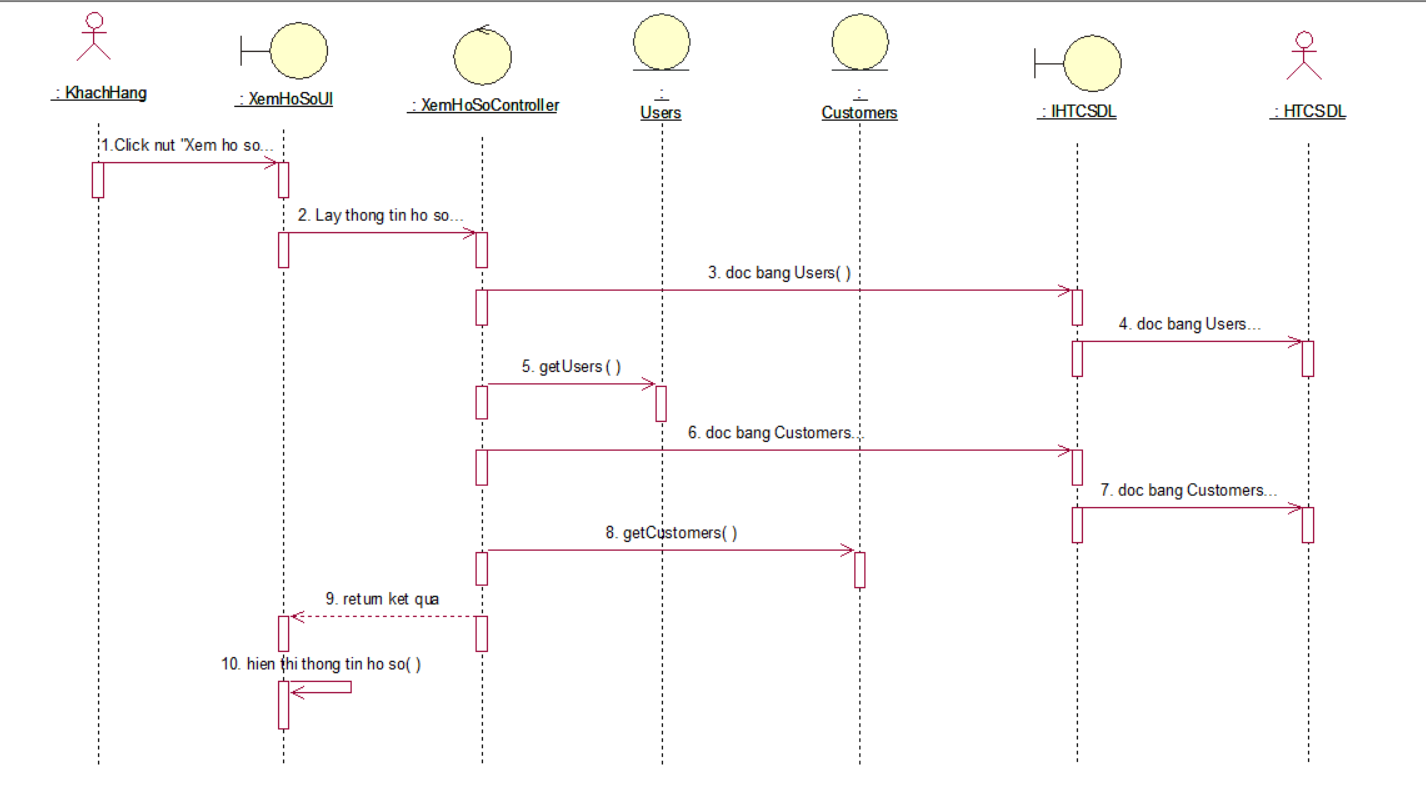 : KhachHang
: XemHoSoUI
: XemHoSoController
:
Users
:
Customers
: IHTCSDL
: HTCSDL
1.Click nut "Xem ho so...
2. Lay thong tin ho so...
3. doc bang Users( )
4. doc bang Users...
5. getUsers ( )
6. doc bang Customers...
7. doc bang Customers...
8. getCustomers( )
9. return ket qua
10. hien thi thong tin ho so( )